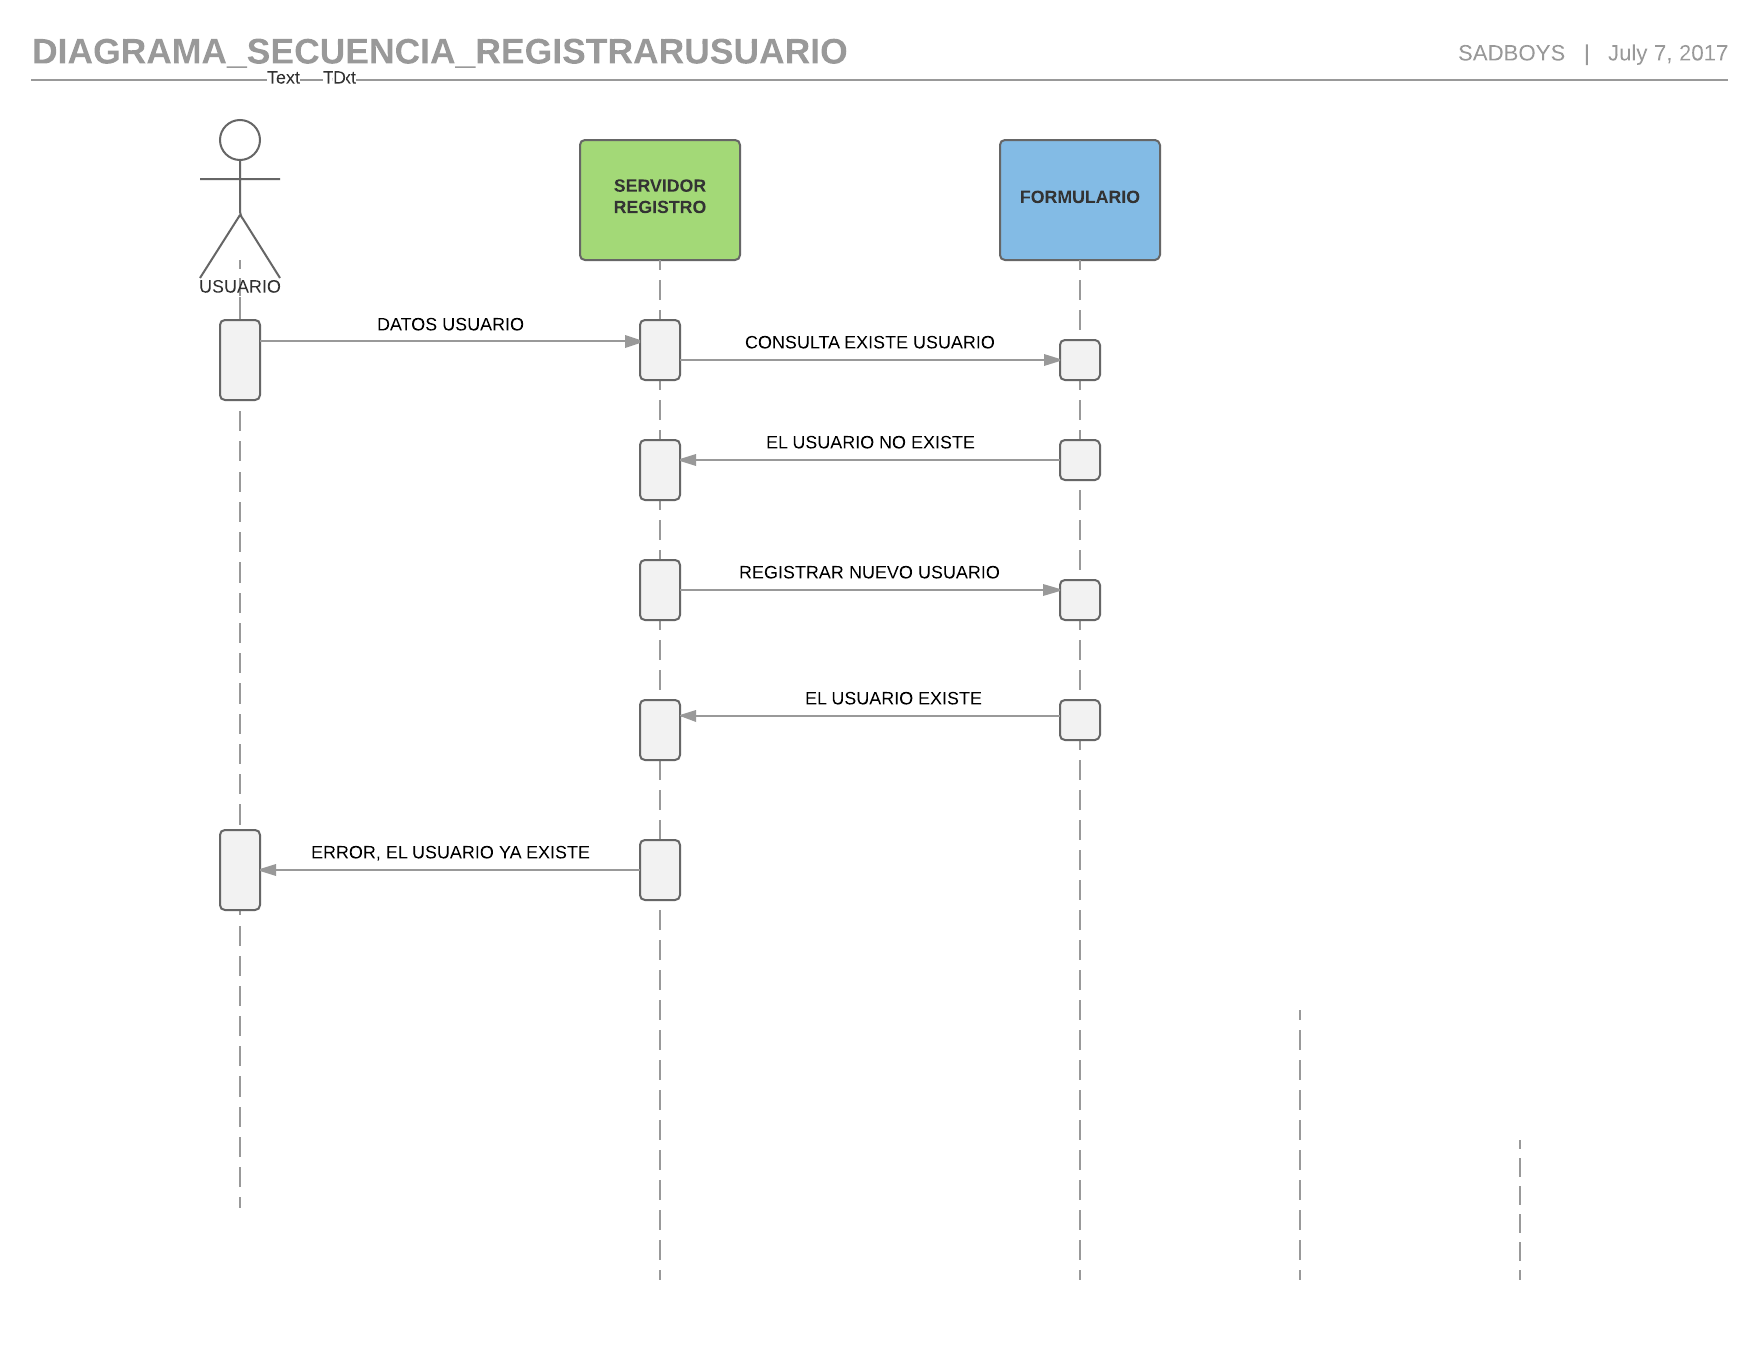 DIAGRAMA_SECUENCIA_REGISTRARUSUARIO
SADBOYS | July 7, 2017
Text
USUARIO
SERVIDOR
REGISTRO
FORMULARIO
DATOS USUARIO
CONSULTA EXISTE USUARIO
EL USUARIO NO EXISTE
REGISTRAR NUEVO USUARIO
EL USUARIO EXISTE
ERROR, EL USUARIO YA EXISTE